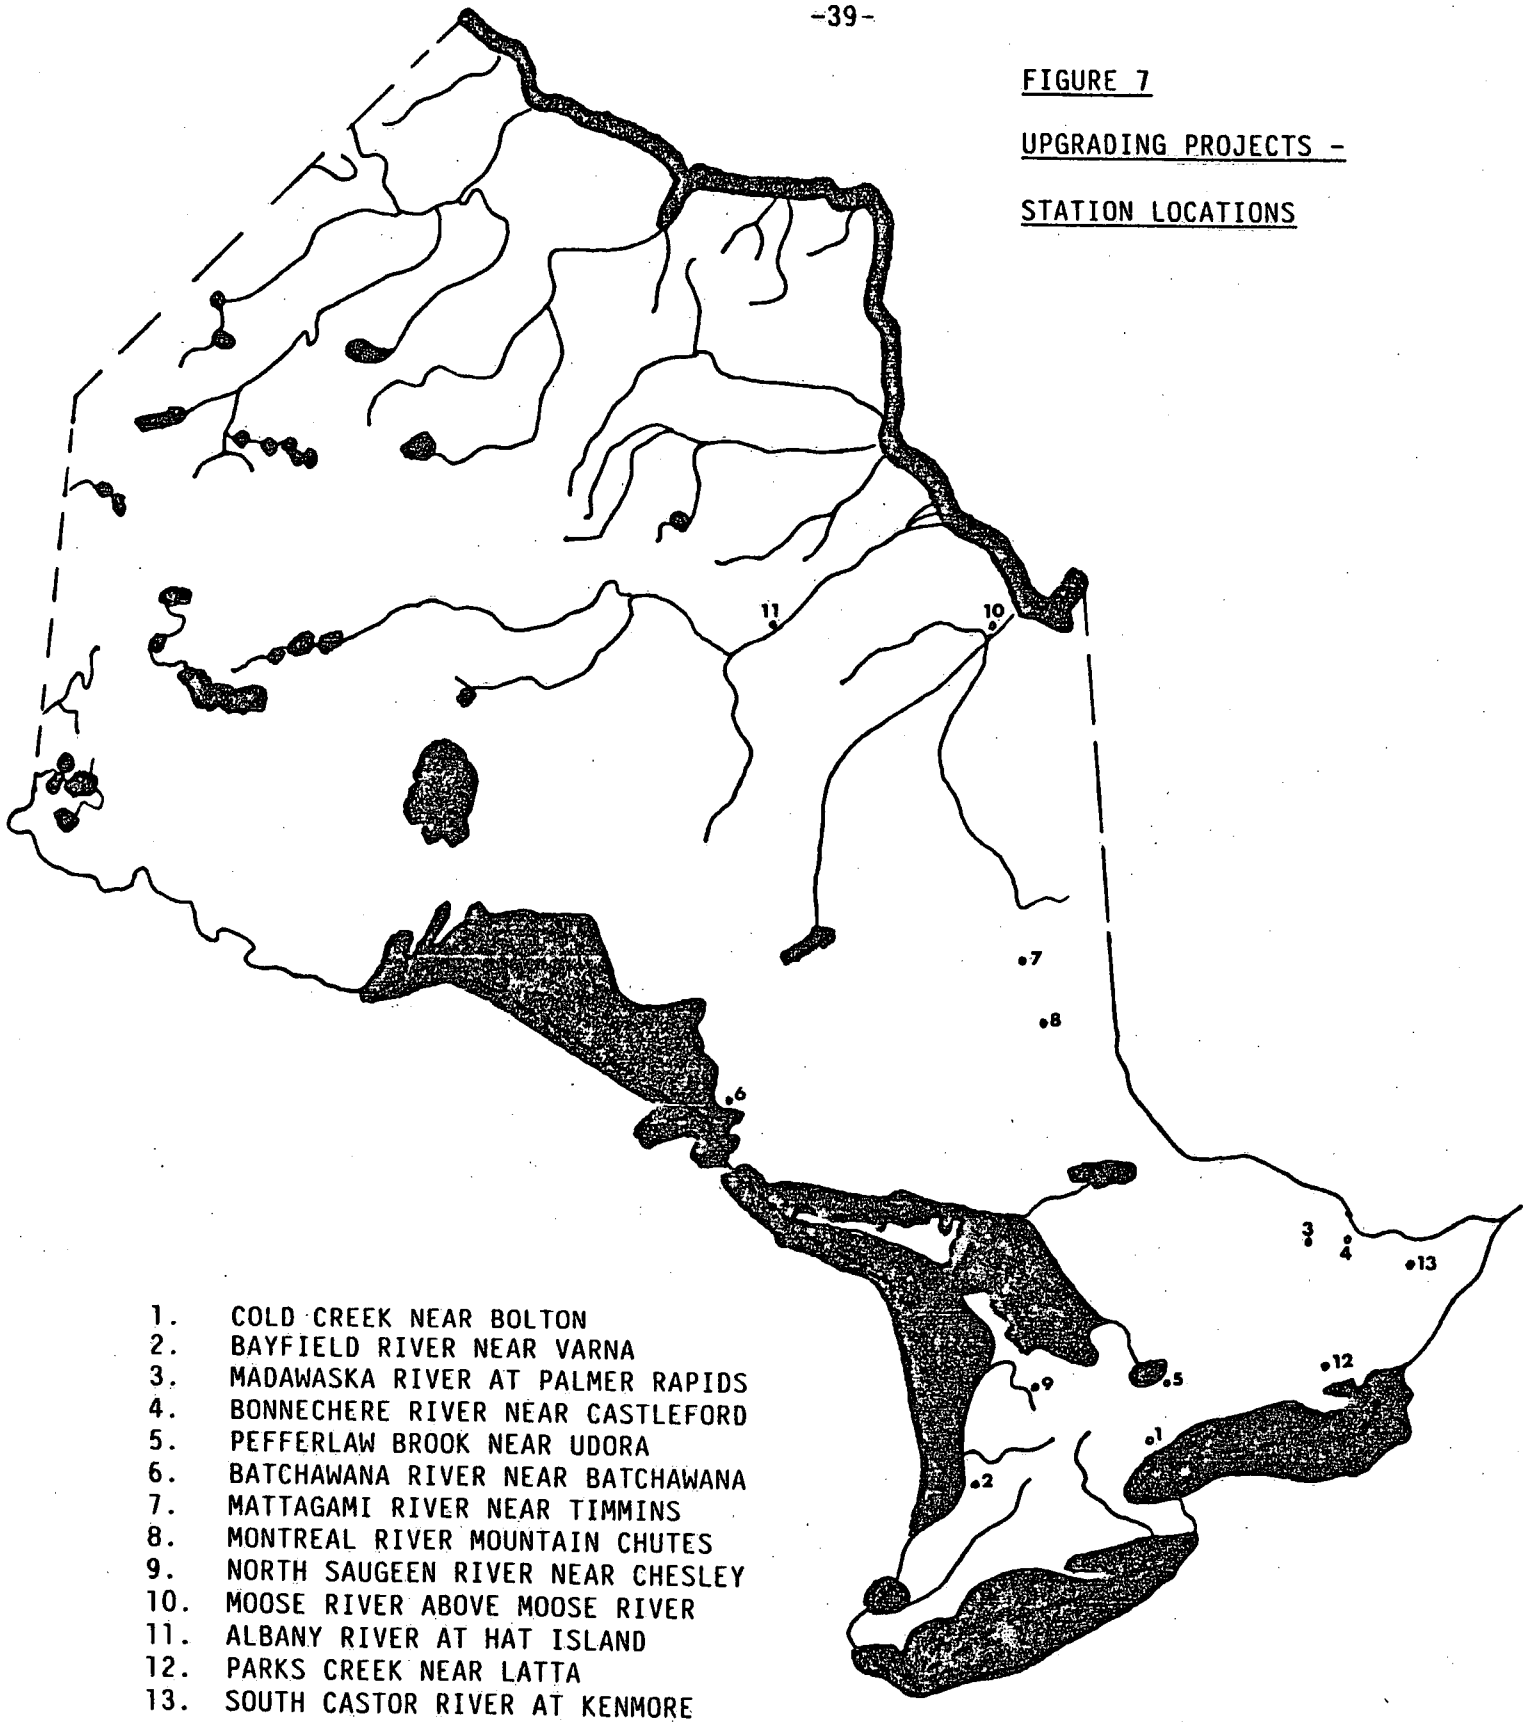 -39-
FIGURE 7
UPGRADING PROJECTS -
STATION LOCATIONS
11
10
7
8
6
3
4
13
12
5
9
1
2
1. COLD CREEK NEAR BOLTON
2. BAYFIELD RIVER NEAR VARNA
3. MADAWASKA RIVER AT PALMER RAPIDS
4. BONNECHERE RIVER NEAR CASTLEFORD
5. PEFFERLAW BROOK NEAR UDORA
6. BATCHAWANA RIVER NEAR BATCHAWANA
7. MATTAGAMI RIVER NEAR TIMMINS
8. MONTREAL RIVER MOUNTAIN CHUTES
9. NORTH SAUGEEN RIVER NEAR CHESLEY
10. MOOSE RIVER ABOVE MOOSE RIVER
11. ALBANY RIVER AT HAT ISLAND
12. PARKS CREEK NEAR LATTA
13. SOUTH CASTOR RIVER AT KENMORE